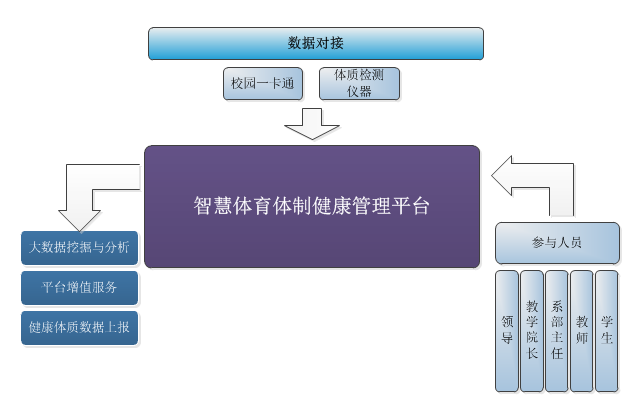 数据对接
校园一卡通
体质检测
仪器
智慧体育体制健康管理平台
大数据挖掘与分析
平台增值服务
健康体质数据上报
参与人员
领导
教学院长
系部主任
教师
学生